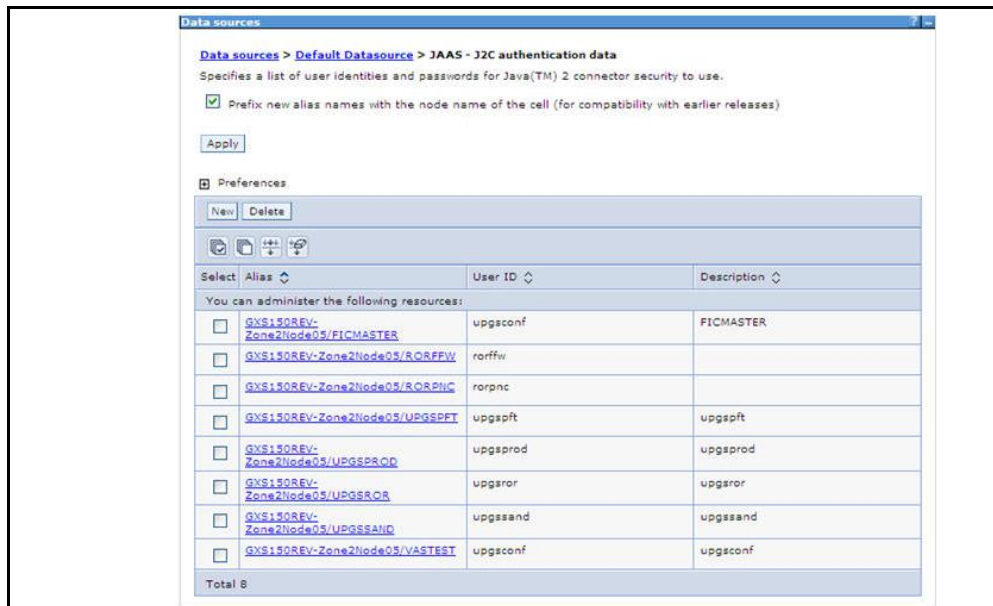 Data sources
?
Data sources > Default Datasource > JAAS - J2C authentication data
Specifies a list of user identities and passwords for Java(TM) 2 connector security to use.
Prefix new alias names with the node name of the cell (for compatibility with earlier releases)
Apply
Preferences
New Delete
Select Alias User ID Description
You can administer the following resources:
GXS150REV-
Zone2Node05/FICMASTER upgsconf FICMASTER
GXS150REV-Zone2Node05/RORFFW rorffw
GXS150REV-Zone2Node05/RORPNC rorpnc
GXS150REV-Zone2Node05/UPGSPFT upgspft upgspft
GXS150REV-
Zone2Node05/UPGSPROD upgsprod upgsprod
GXS150REV-
Zone2Node05/UPGSROR upgsror upgsror
GXS150REV-
Zone2Node05/UPGSSAND upgssand upgssand
GXS150REV-Zone2Node05/VASTEST upgsconf upgsconf
Total 8